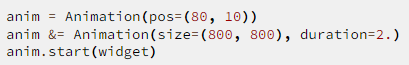 anim = Animation(pos=(80, 10))
anim &= Animation(size=(800, 800), duration=2.)
anim.start(widget)